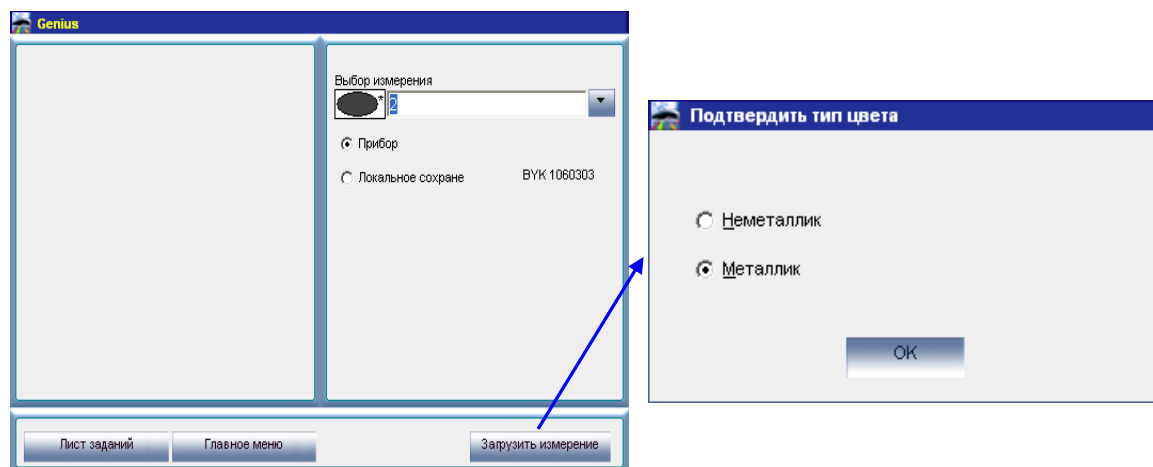 Genius
Выбор измерения
* 2
Прибор
Локальное сохране BYK 1060303
Лист заданий Главное меню Загрузить измерение
Подтвердить тип цвета
Неметаллик
Металлик
OK